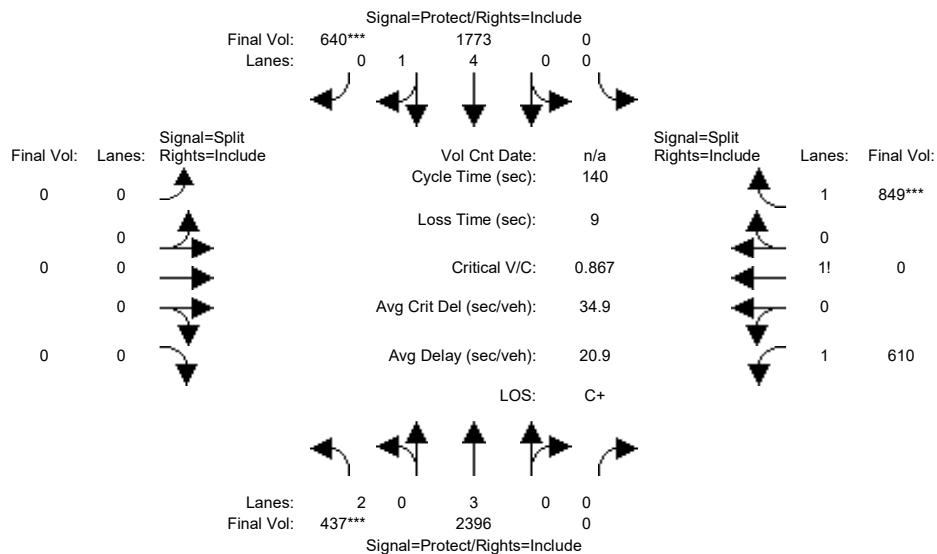 Signal=Protect/Rights=Include
Final Vol: 640*** 1773 0
Lanes: 0 1 4 0 0
Signal=Split
Final Vol: Lanes: Rights=Include
Vol Cnt Date: n/a
Signal=Split
Rights=Include Lanes: Final Vol:
Cycle Time (sec): 140
0 0
1 849***
Loss Time (sec): 9
0
0
0 0
Critical V/C: 0.867
1! 0
0
Avg Crit Del (sec/veh): 34.9
0
0 0
Avg Delay (sec/veh): 20.9
1 610
LOS: C+
Lanes: 2 0 3 0 0
Final Vol: 437*** 2396 0
Signal=Protect/Rights=Include